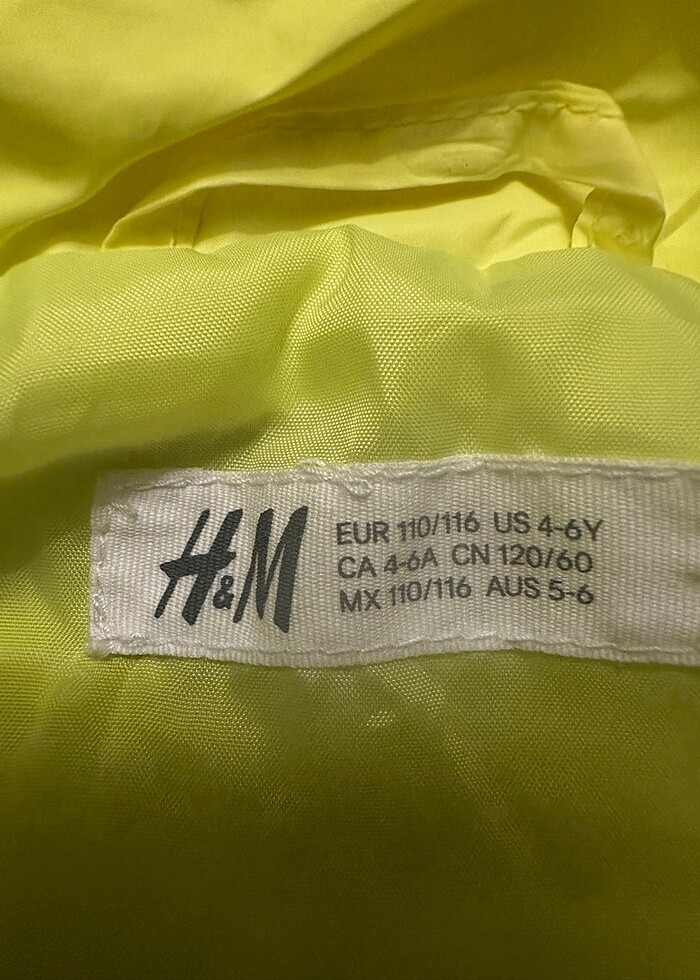 H&M
EUR 110/116 US 4-6Y
CA 4-6A CN 120/60
MX 110/116 AUS 5-6